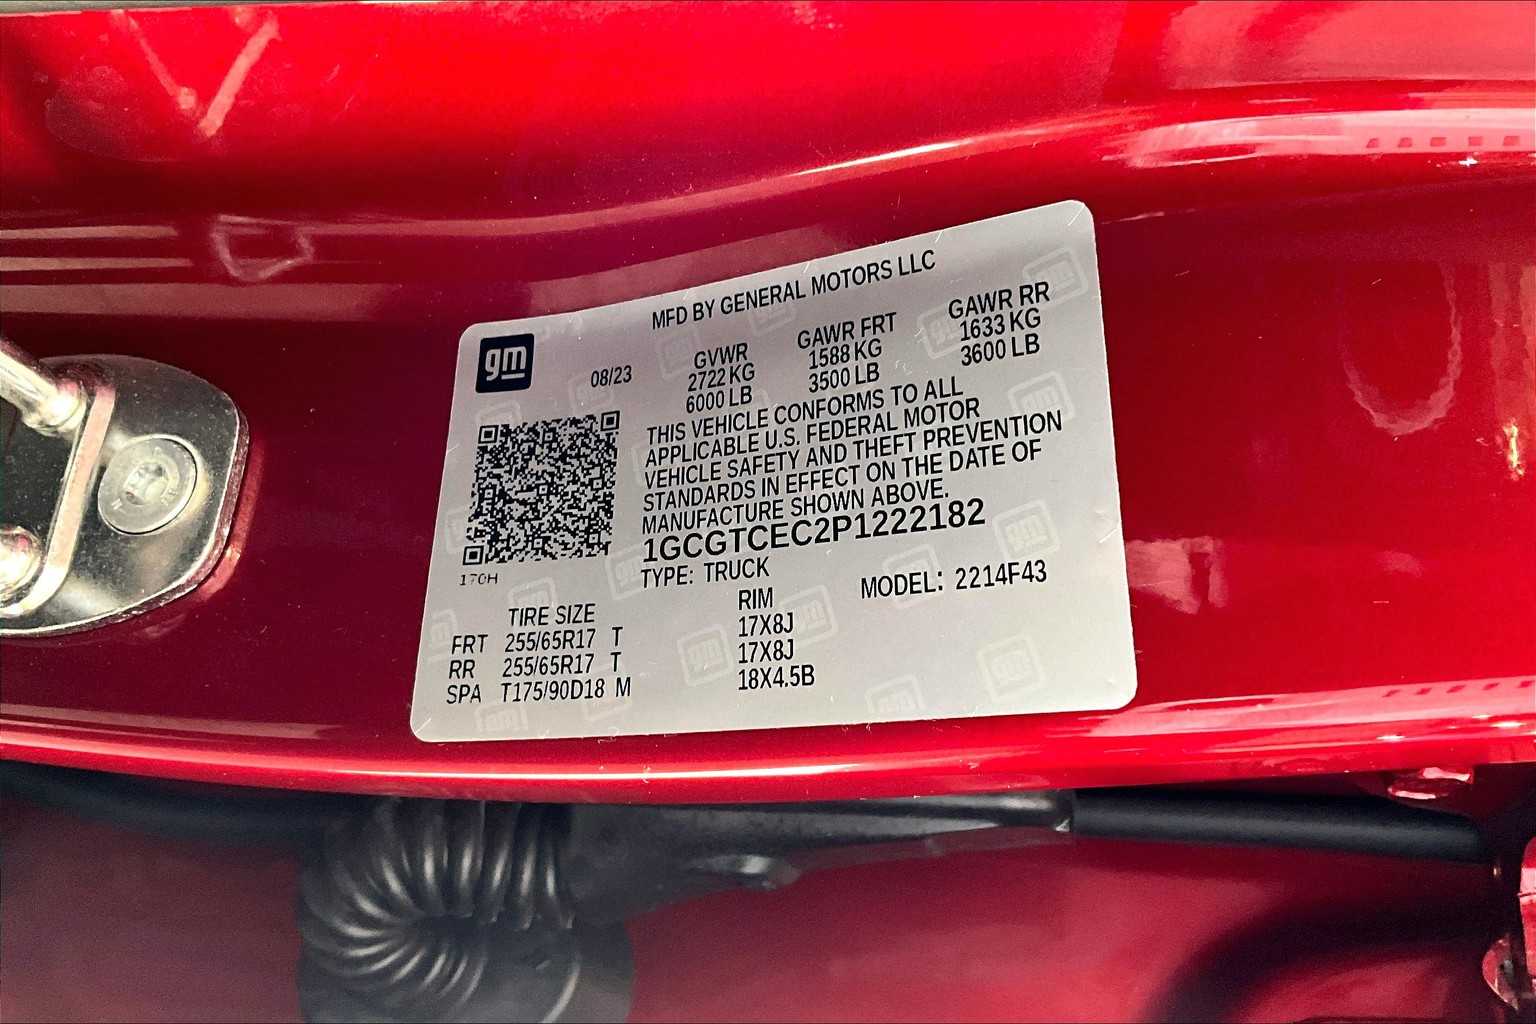 MFD BY GENERAL MOTORS LLC
gm
08/23
GVWR GAWR FRT GAWR RR
2722 KG 1588 KG 1633 KG
6000 LB 3500 LB 3600 LB
THIS VEHICLE CONFORMS TO ALL
APPLICABLE U.S. FEDERAL MOTOR
VEHICLE SAFETY AND THEFT PREVENTION
STANDARDS IN EFFECT ON THE DATE OF
MANUFACTURE SHOWN ABOVE.
1GCGTCEC2P1222182
170H
TYPE: TRUCK MODEL: 2214F43
TIRE SIZE RIM
FRT 255/65R17 T 17X8J
RR 255/65R17 T 17X8J
SPA T175/90D18 M 18X4.5B